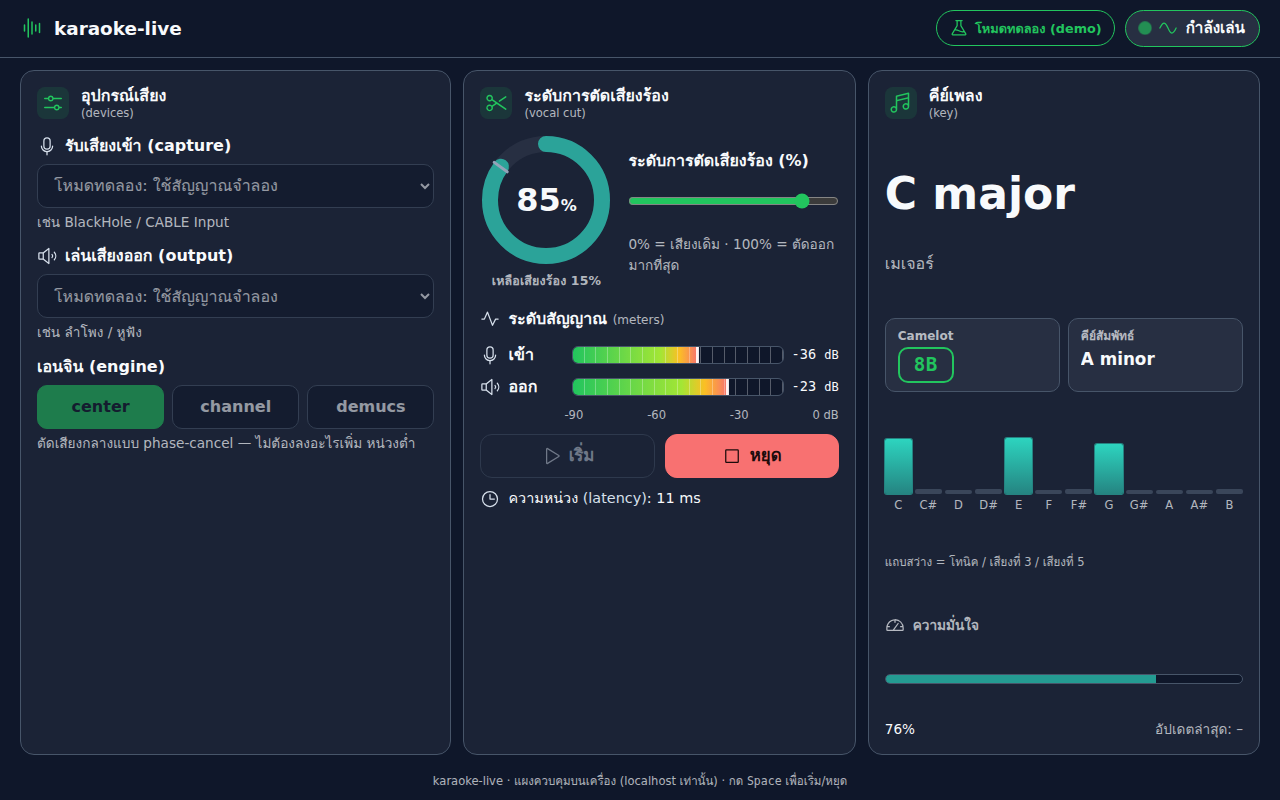 karaoke-live
โหมดทดลอง (demo)
กำลังเล่น
อุปกรณ์เสียง
(devices)
รับเสียงเข้า (capture)
โหมดทดลอง: ใช้สัญญาณจำลอง
เช่น BlackHole / CABLE Input
เล่นเสียงออก (output)
โหมดทดลอง: ใช้สัญญาณจำลอง
เช่น ลำโพง / หูฟัง
เอนจิน (engine)
center channel demucs
ตัดเสียงกลางแบบ phase-cancel — ไม่ต้องลงอะไรเพิ่ม หน่วงต่ำ
ระดับการตัดเสียงร้อง
(vocal cut)
85%
เหลือเสียงร้อง 15%
ระดับการตัดเสียงร้อง (%)
0% = เสียงเดิม · 100% = ตัดออก
มากที่สุด
ระดับสัญญาณ (meters)
เข้า -36 dB
ออก -23 dB
-90 -60 -30 0 dB
เริ่ม หยุด
ความหน่วง (latency): 11 ms
คีย์เพลง
(key)
C major
เมเจอร์
Camelot
8B
คีย์สัมพันธ์
A minor
C C# D D# E F F# G G# A A# B
แถบสว่าง = โทนิค / เสียงที่ 3 / เสียงที่ 5
ความมั่นใจ
76% อัปเดตล่าสุด: –
karaoke-live · แผงควบคุมบนเครื่อง (localhost เท่านั้น) · กด Space เพื่อเริ่ม/หยุด